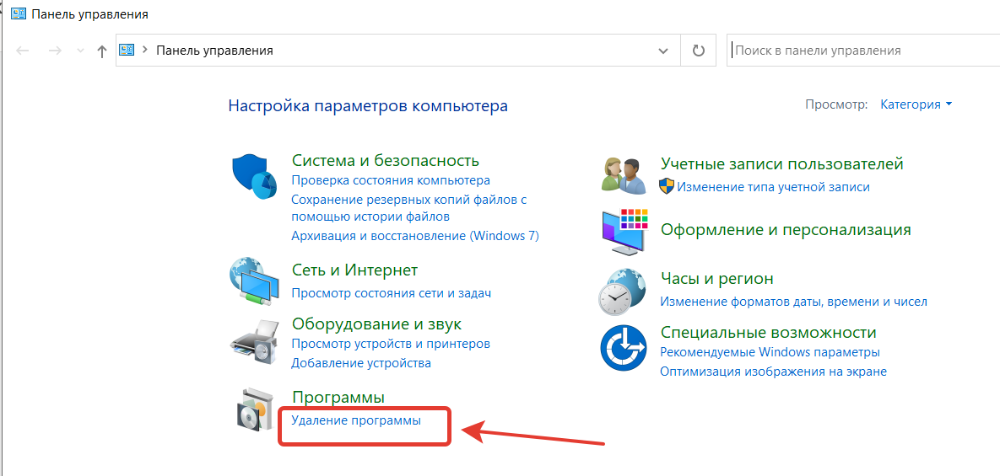 Панель управления
Панель управления
Поиск в панели управления
Настройка параметров компьютера
Просмотр: Категория
Система и безопасность
Проверка состояния компьютера
Сохранение резервных копий файлов с
помощью истории файлов
Архивация и восстановление (Windows 7)
Сеть и Интернет
Просмотр состояния сети и задач
Оборудование и звук
Просмотр устройств и принтеров
Добавление устройства
Программы
Удаление программы
Учетные записи пользователей
Изменение типа учетной записи
Оформление и персонализация
Часы и регион
Изменение форматов даты, времени и чисел
Специальные возможности
Рекомендуемые Windows параметры
Оптимизация изображения на экране